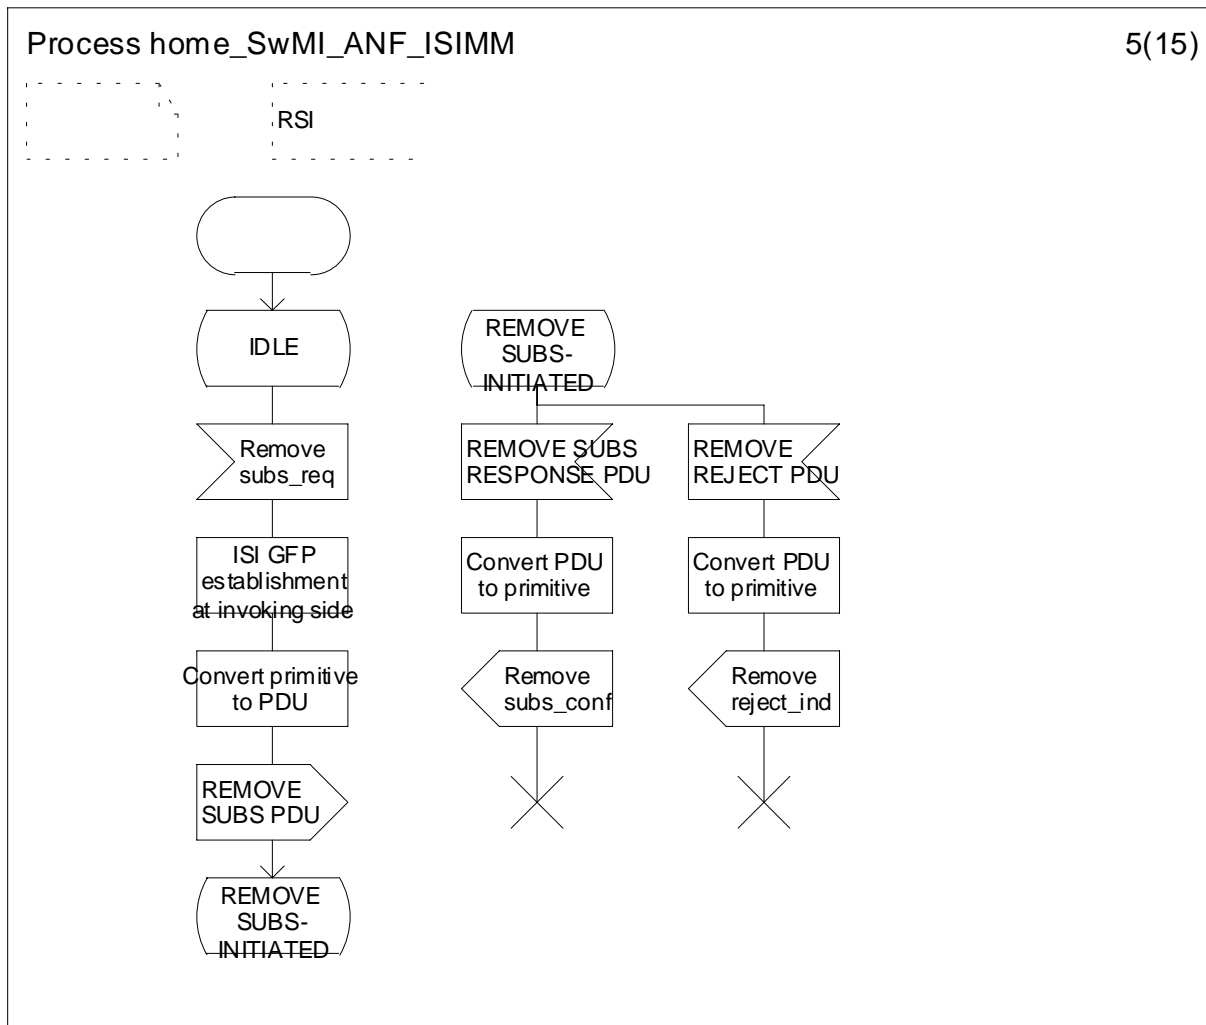 Process home_SwMI_ANF_ISIMM
5(15)
RSI
IDLE
Remove
subs_req
ISI GFP
establishment
at invoking side
Convert primitive
to PDU
REMOVE
SUBS PDU
REMOVE
SUBS-
INITIATED
REMOVE
SUBS-
INITIATED
REMOVE SUBS
RESPONSE PDU
Convert PDU
to primitive
Remove
subs_conf
REMOVE
REJECT PDU
Convert PDU
to primitive
Remove
reject_ind